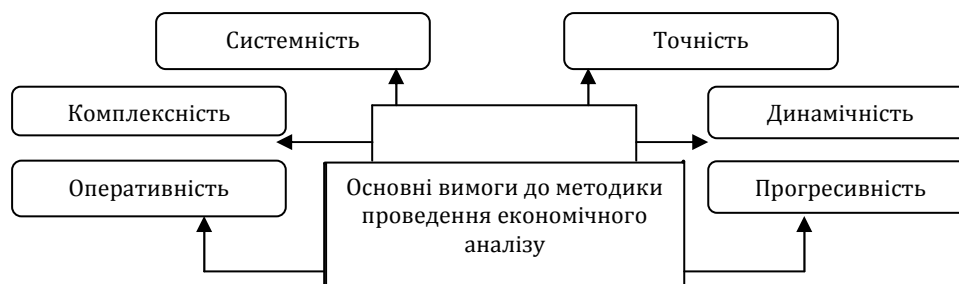 Системність
Точність
Комплексність
Динамічність
Оперативність
Прогресивність
Основні вимоги до методики
проведення економічного
аналізу